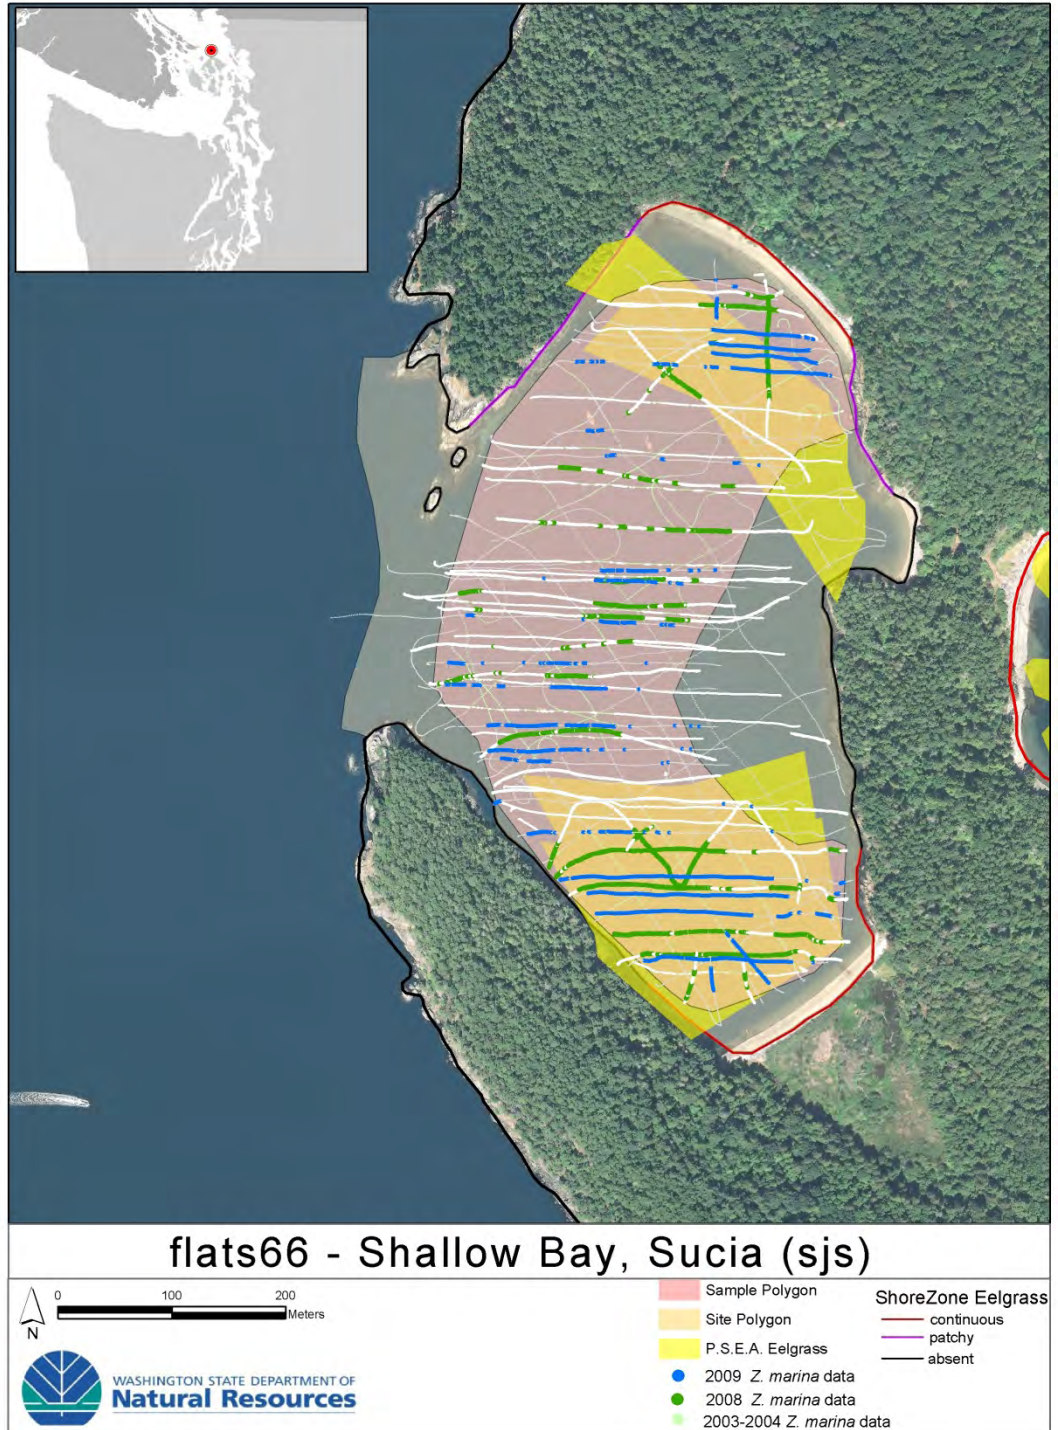 flats66 - Shallow Bay, Sucia (sjs)
N
0 100 200
Meters
WASHINGTON STATE DEPARTMENT OF
Natural Resources
Sample Polygon
Site Polygon
P.S.E.A. Eelgrass
2009 Z. marina data
2008 Z. marina data
2003-2004 Z. marina data
ShoreZone Eelgrass
continuous
patchy
absent